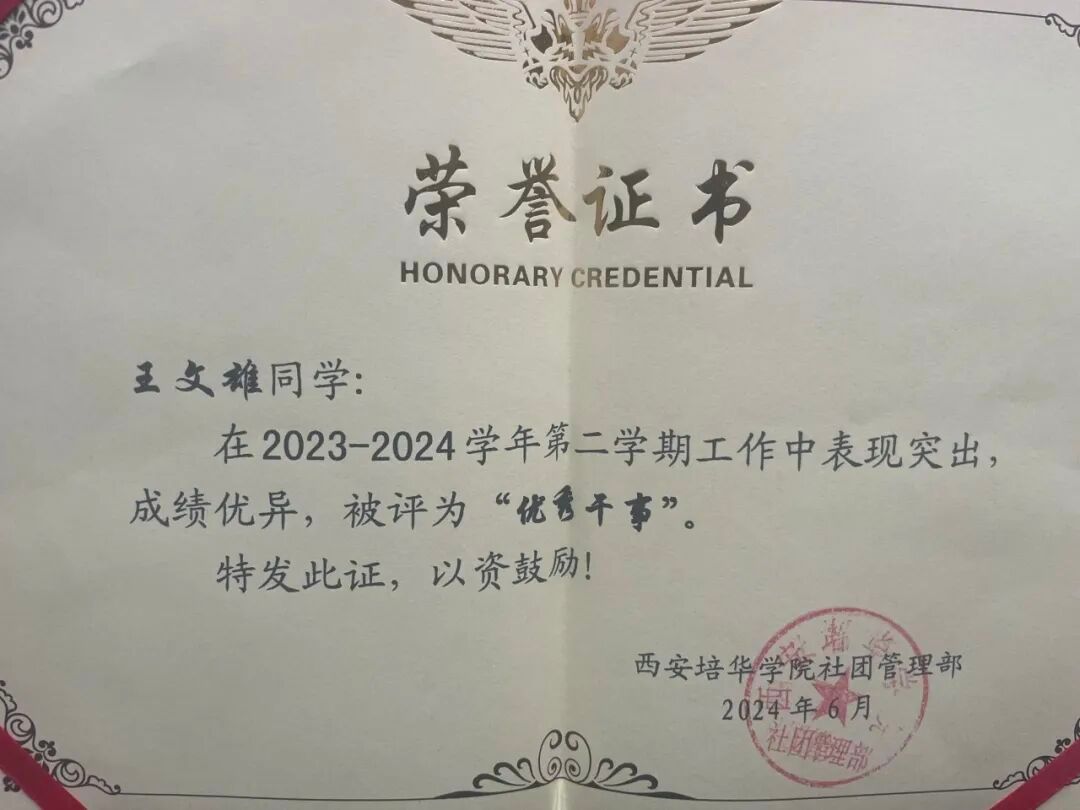 荣誉证书
HONORARY CREDENTIAL
王文雄同学：
在2023-2024学年第二学期工作中表现突出，
成绩优异，被评为“优秀干事”。
特发此证，以资鼓励！
西安培华学院社团管理部
2024年6月
社团管理部